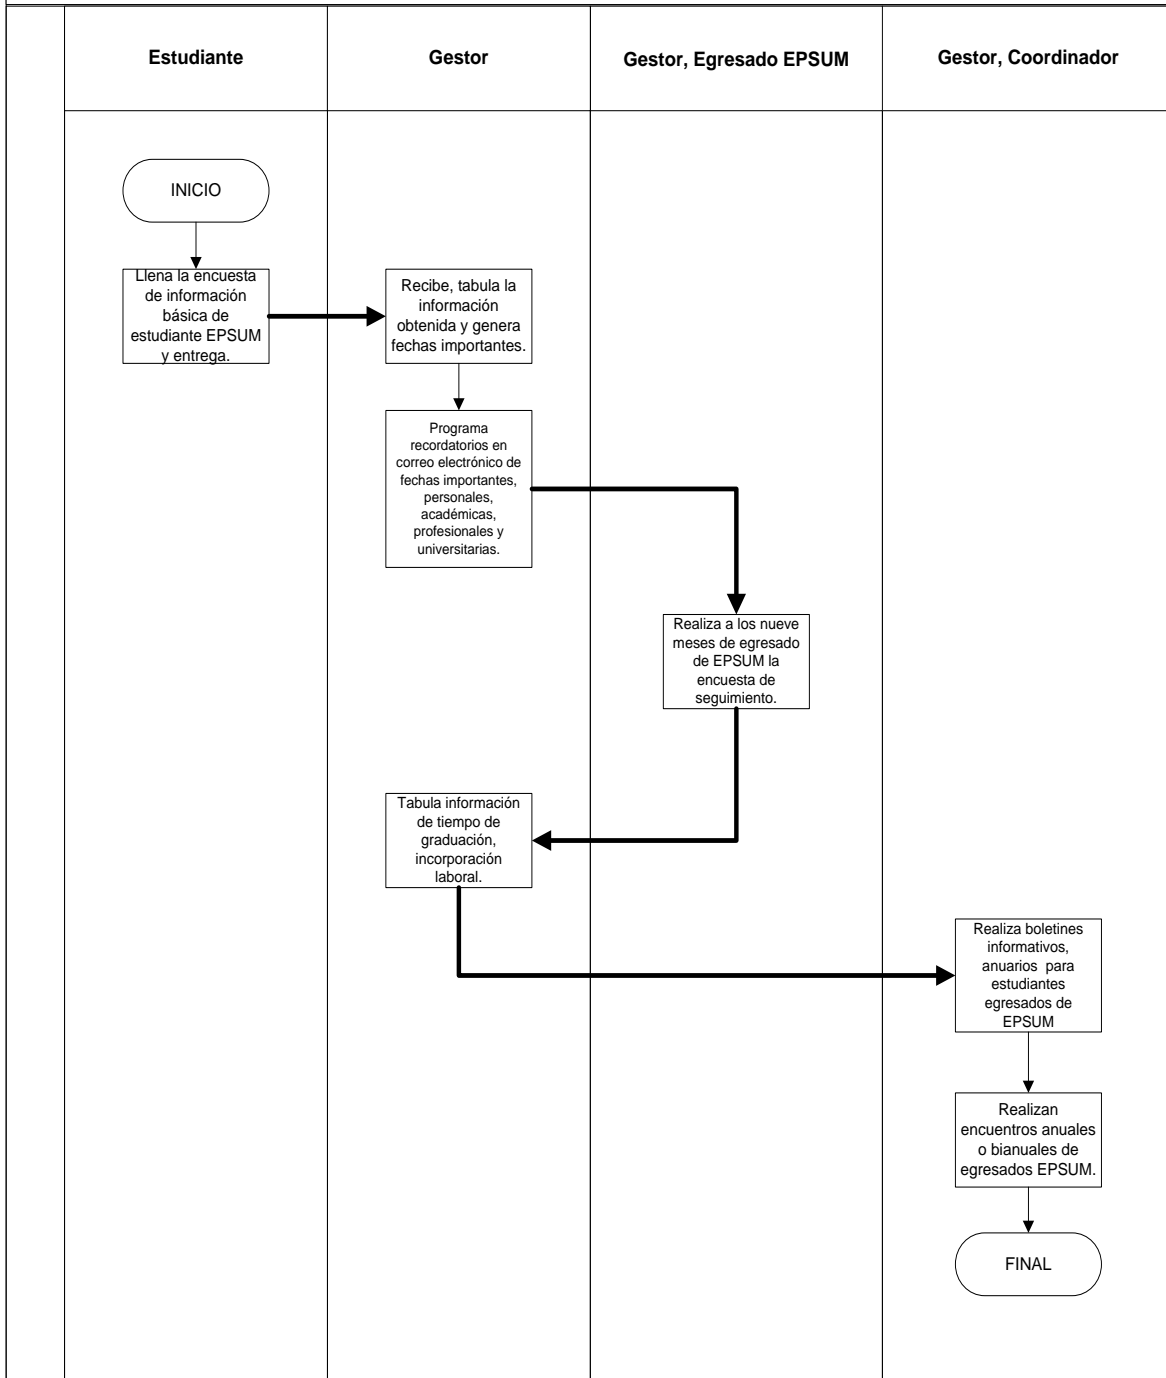 Estudiante
Gestor
Gestor, Egresado EPSUM
Gestor, Coordinador
INICIO
Llena la encuesta
de información
básica de
estudiante EPSUM
y entrega.
Recibe, tabula la
información
obtenida y genera
fechas importantes.
Programa
recordatorios en
correo electrónico de
fechas importantes,
personales,
académicas,
profesionales y
universitarias.
Realiza a los nueve
meses de egresado
de EPSUM la
encuesta de
seguimiento.
Tabula información
de tiempo de
graduación,
incorporación
laboral.
Realiza boletines
informativos,
anuarios para
estudiantes
egresados de
EPSUM
Realizan
encuentros anuales
o bianuales de
egresados EPSUM.
FINAL